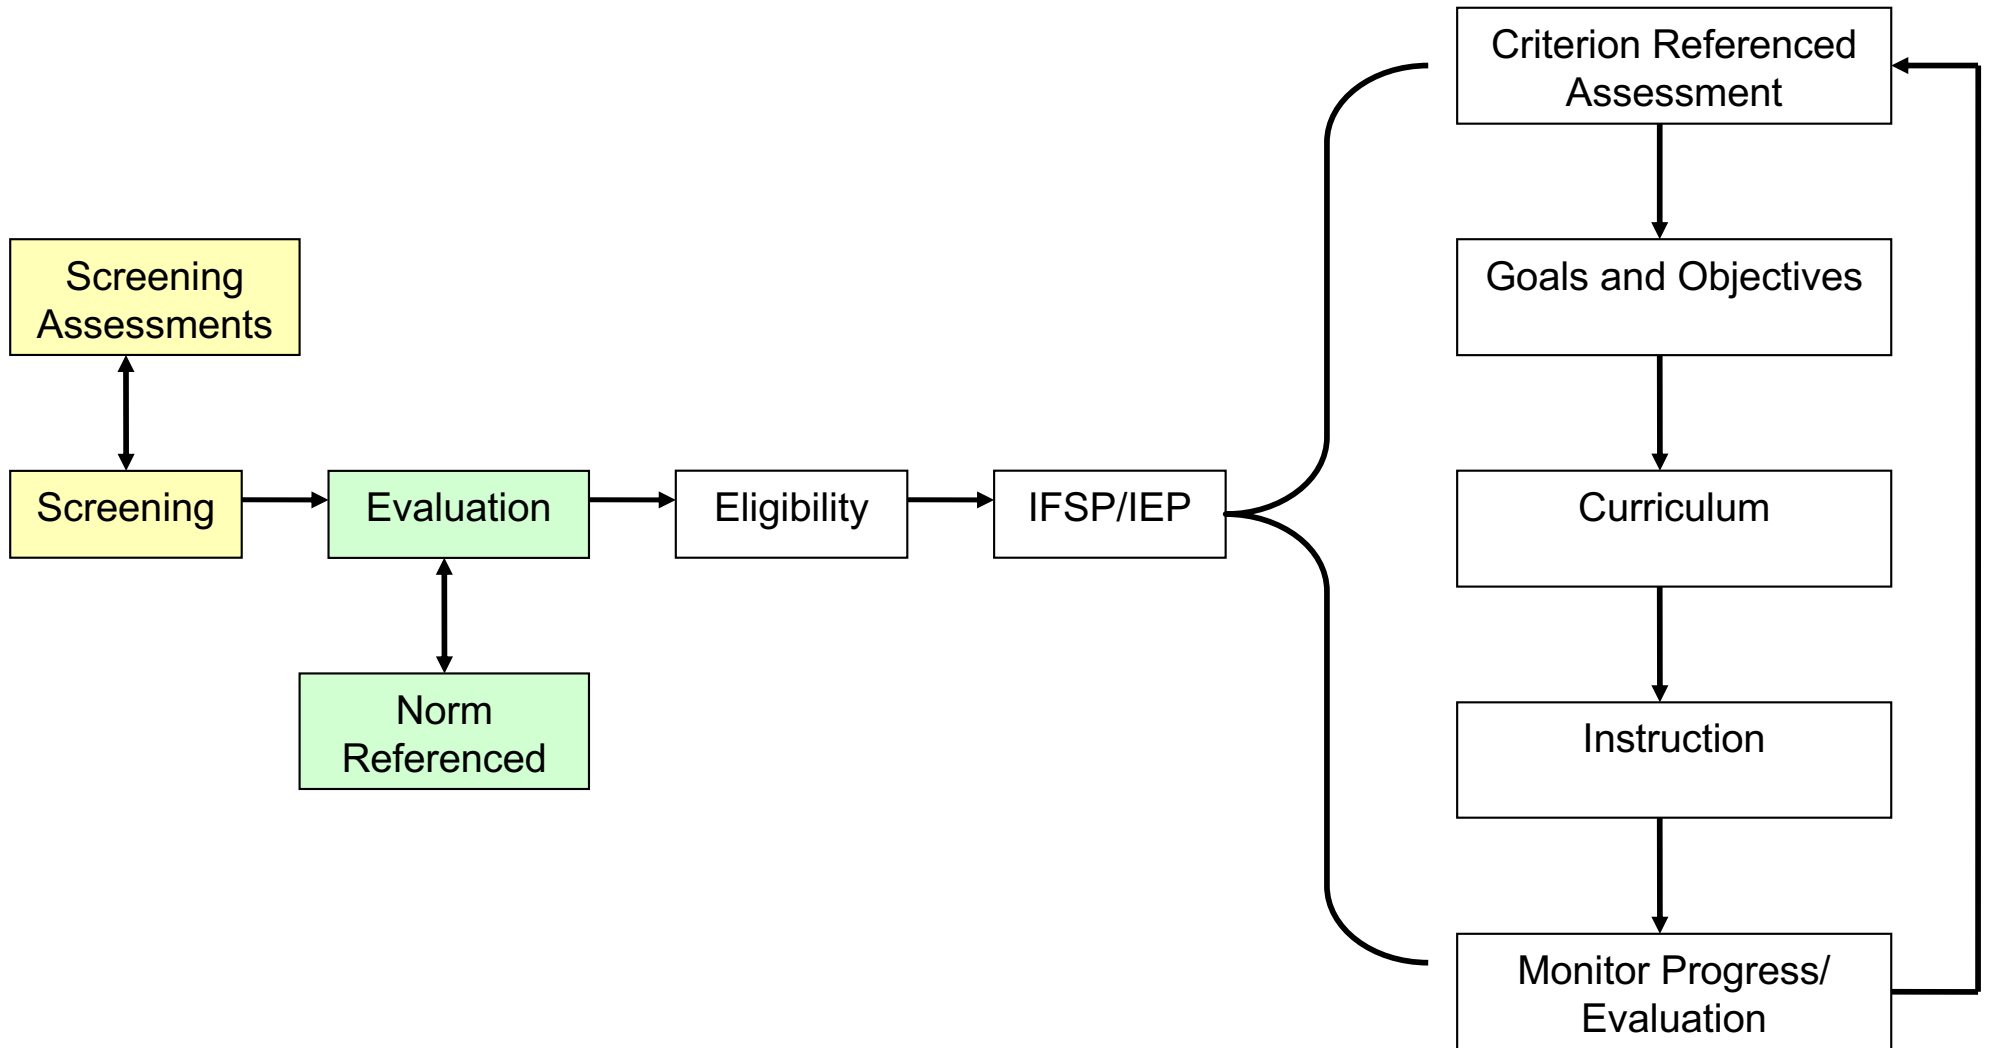 Criterion Referenced
Assessment
Screening
Assessments
Goals and Objectives
Screening
Evaluation
Eligibility
IFSP/IEP
Curriculum
Norm
Referenced
Instruction
Monitor Progress/
Evaluation